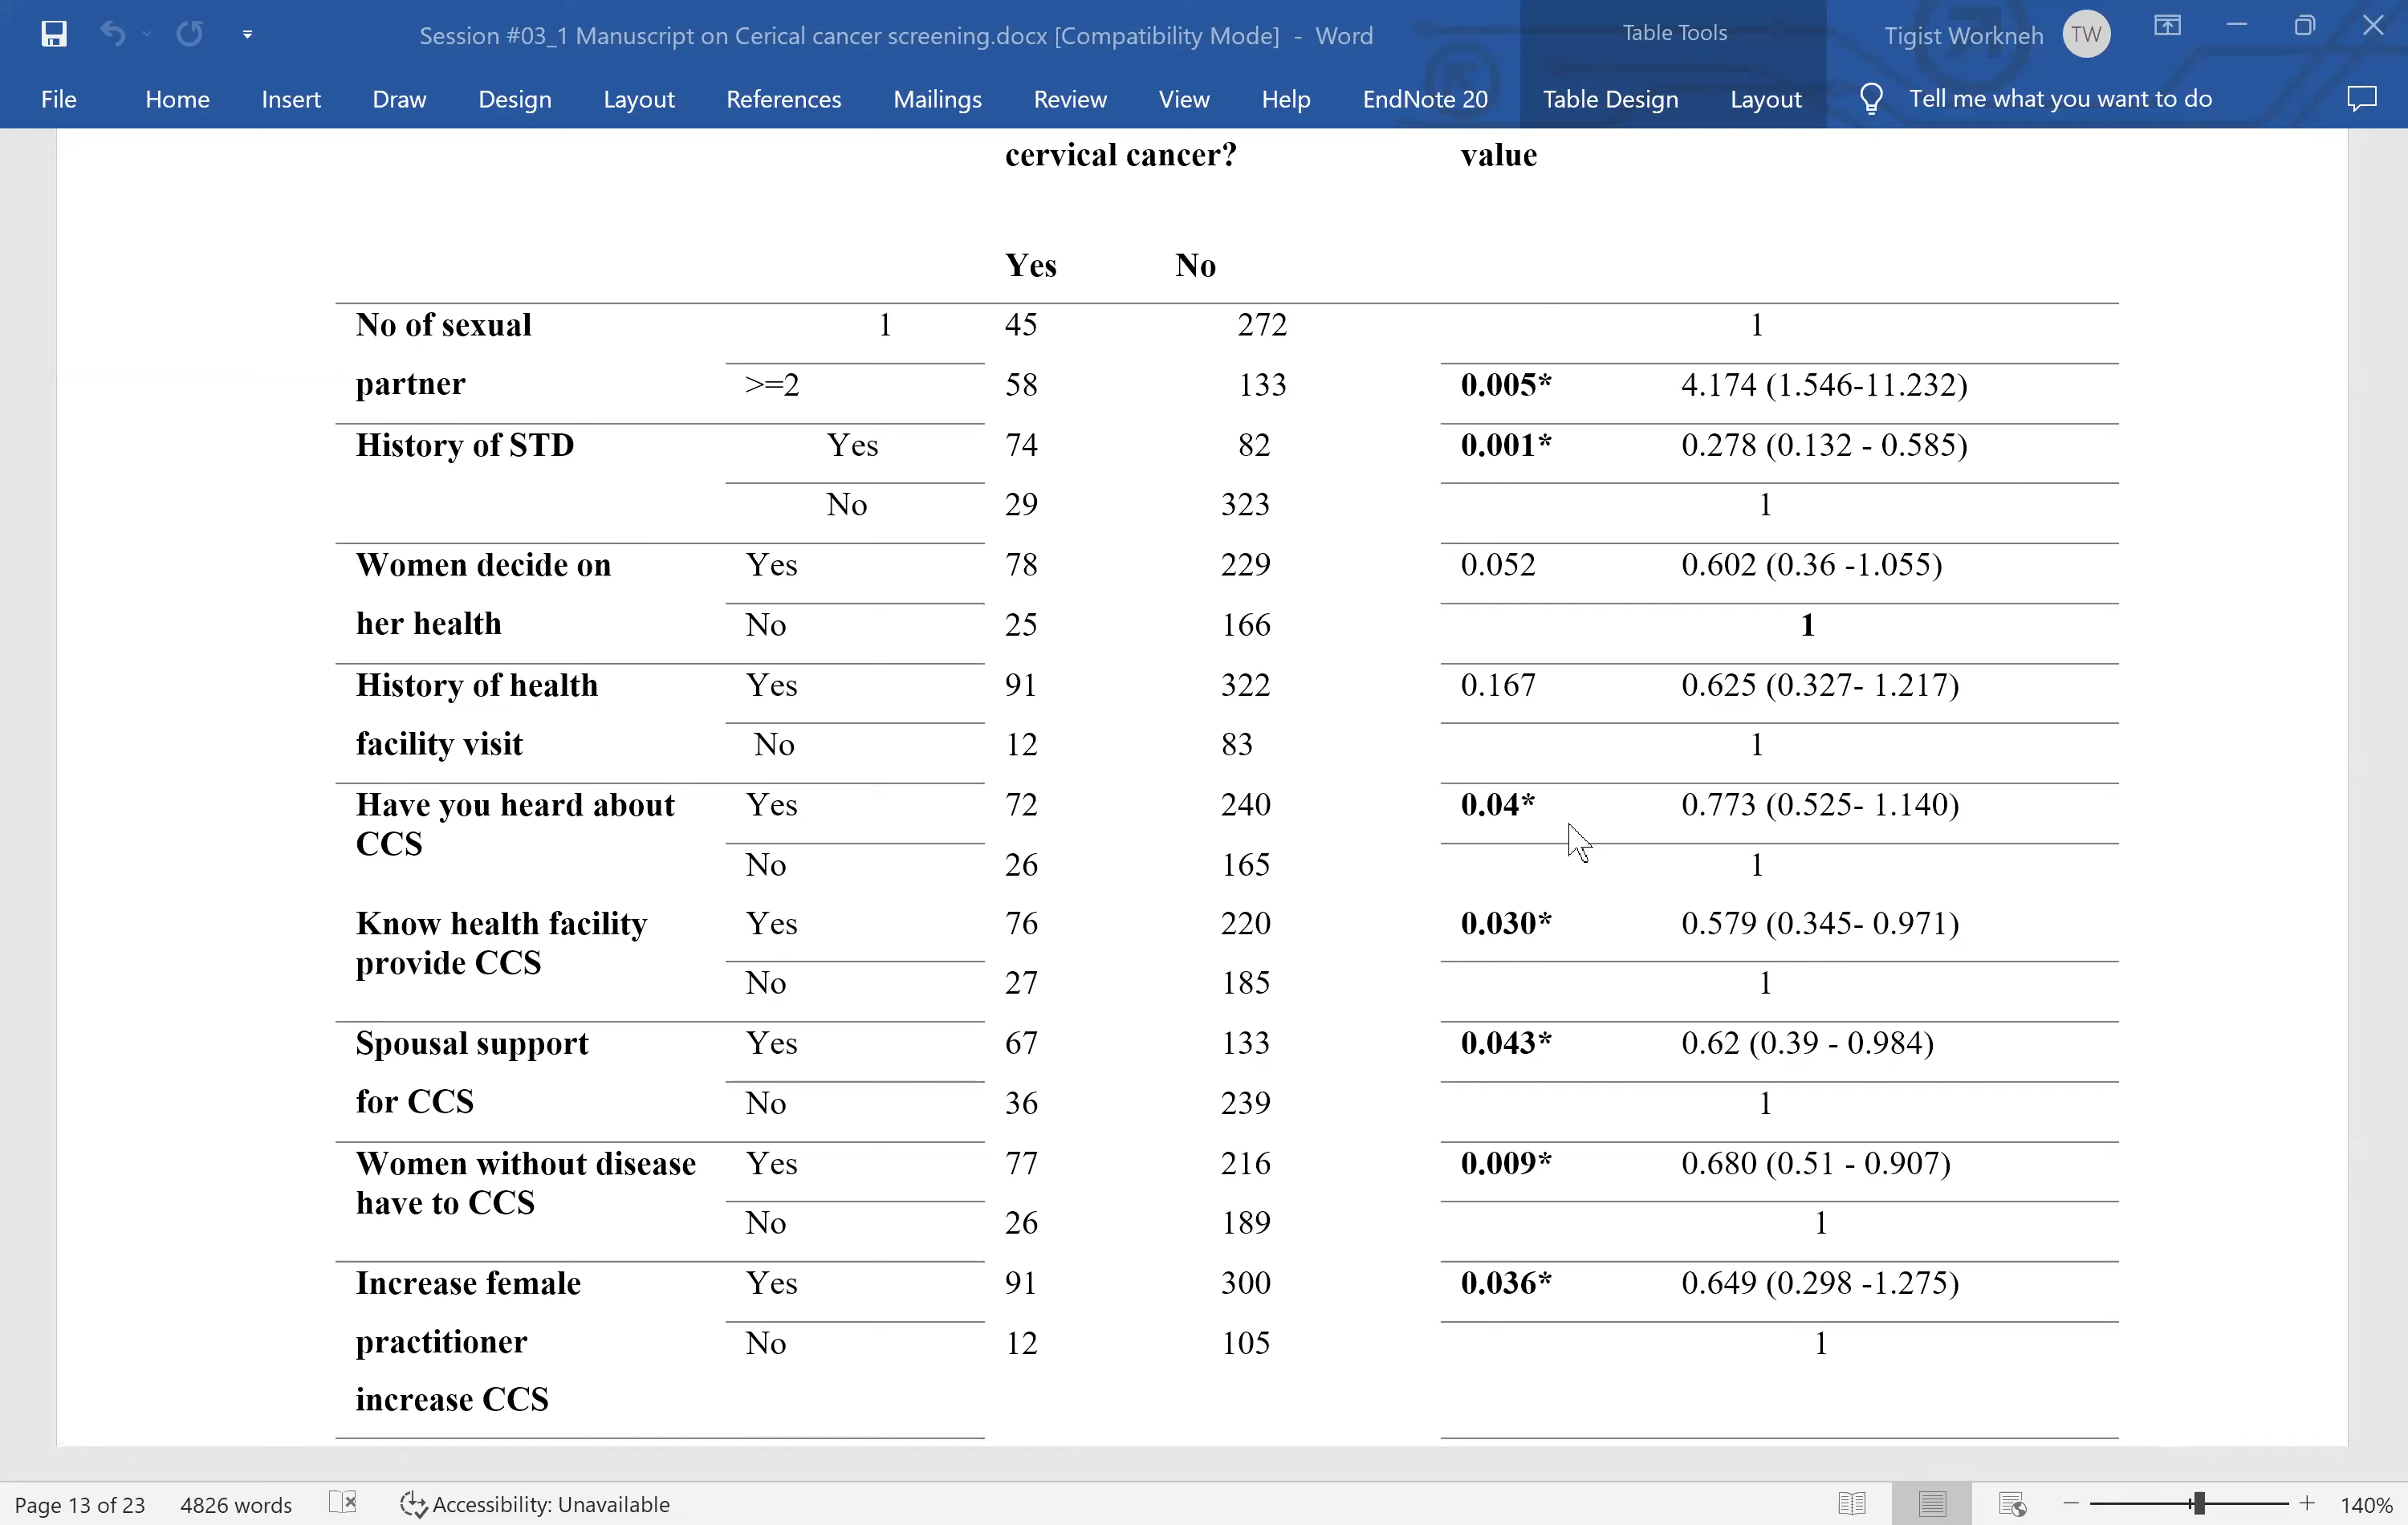 Session #03_1 Manuscript on Cerical cancer screening.docx [Compatibility Mode] - Word
Table Tools
Tigist Workneh
TW
File Home Insert Draw Design Layout References Mailings Review View Help EndNote 20 Table Design Layout Tell me what you want to do
cervical cancer? value
Yes No
No of sexual 1 45 272 1
partner >=2 58 133 0.005* 4.174 (1.546-11.232)
History of STD Yes 74 82 0.001* 0.278 (0.132 - 0.585)
No 29 323 1
Women decide on Yes 78 229 0.052 0.602 (0.36 -1.055)
her health No 25 166 1
History of health Yes 91 322 0.167 0.625 (0.327- 1.217)
facility visit No 12 83 1
Have you heard about Yes 72 240 0.04* 0.773 (0.525- 1.140)
CCS
No 26 165 1
Know health facility Yes 76 220 0.030* 0.579 (0.345- 0.971)
provide CCS
No 27 185 1
Spousal support Yes 67 133 0.043* 0.62 (0.39 - 0.984)
for CCS No 36 239 1
Women without disease Yes 77 216 0.009* 0.680 (0.51 - 0.907)
have to CCS
No 26 189 1
Increase female Yes 91 300 0.036* 0.649 (0.298 -1.275)
practitioner No 12 105 1
increase CCS
Page 13 of 23 4826 words Accessibility: Unavailable 140%